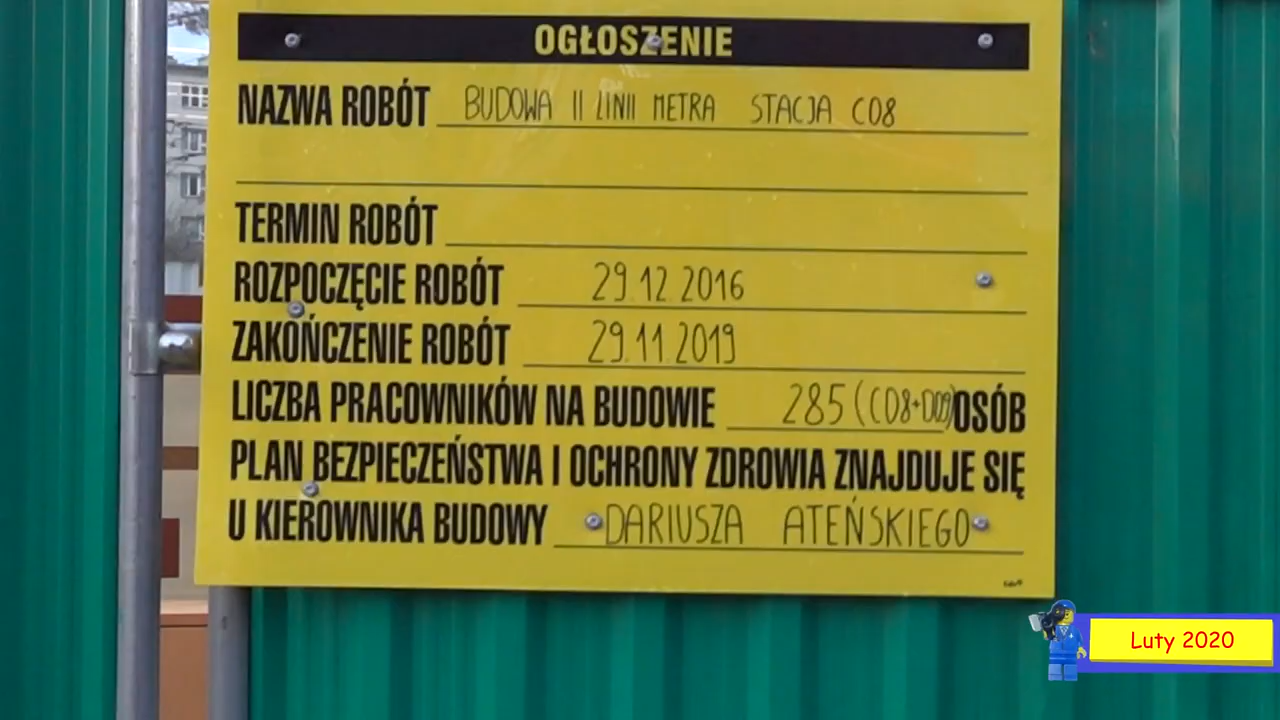 OGŁOSZENIE
NAZWA ROBÓT BUDOWA II LINII METRA STACJA C08
TERMIN ROBÓT
ROZPOCZĘCIE ROBÓT 29.12.2016
ZAKOŃCZENIE ROBÓT 29.11.2019
LICZBA PRACOWNIKÓW NA BUDOWIE 285 (C08+D09) OSÓB
PLAN BEZPIECZEŃSTWA I OCHRONY ZDROWIA ZNAJDUJE SIĘ
U KIEROWNIKA BUDOWY DARIUSZA ATEŃSKIEGO
Luty 2020